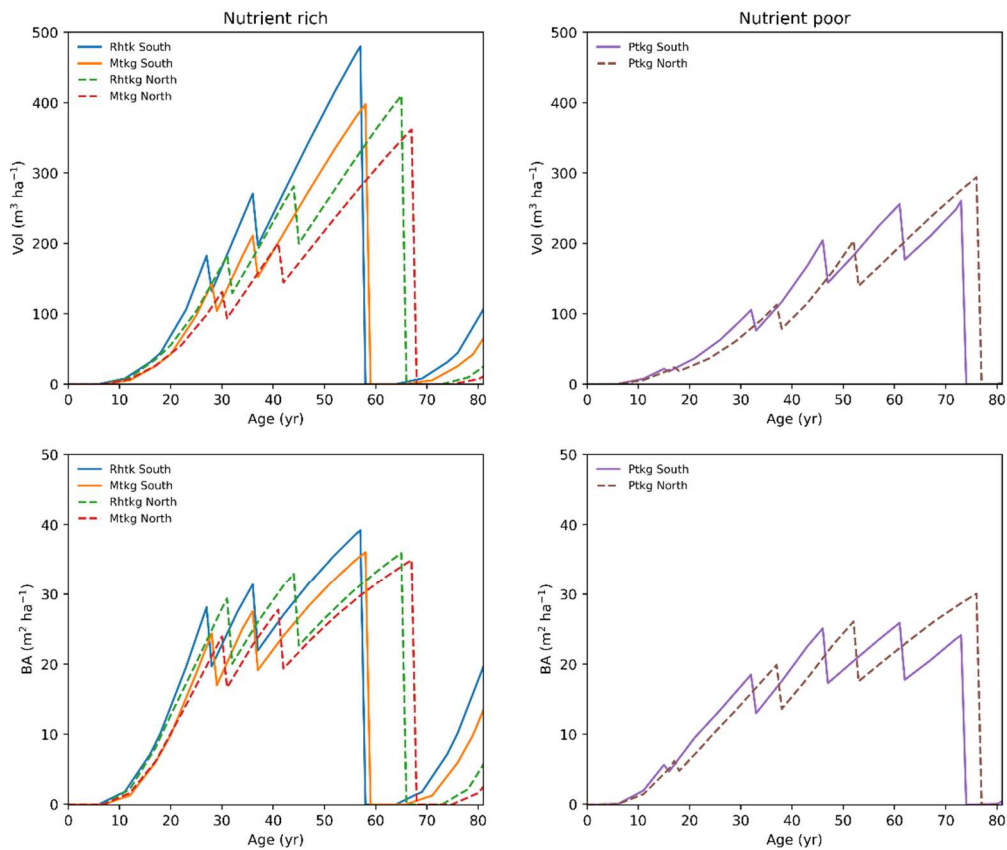 Nutrient rich
500
400
300
200
100
0
Vol (m³ ha⁻¹)
Rhtk South
Mtkg South
Rhtkg North
Mtkg North
0 10 20 30 40 50 60 70 80
Age (yr)
Nutrient poor
500
400
300
200
100
0
Vol (m³ ha⁻¹)
Ptkg South
Ptkg North
0 10 20 30 40 50 60 70 80
Age (yr)
50
40
30
20
10
0
BA (m² ha⁻¹)
Rhtk South
Mtkg South
Rhtkg North
Mtkg North
0 10 20 30 40 50 60 70 80
Age (yr)
50
40
30
20
10
0
BA (m² ha⁻¹)
Ptkg South
Ptkg North
0 10 20 30 40 50 60 70 80
Age (yr)